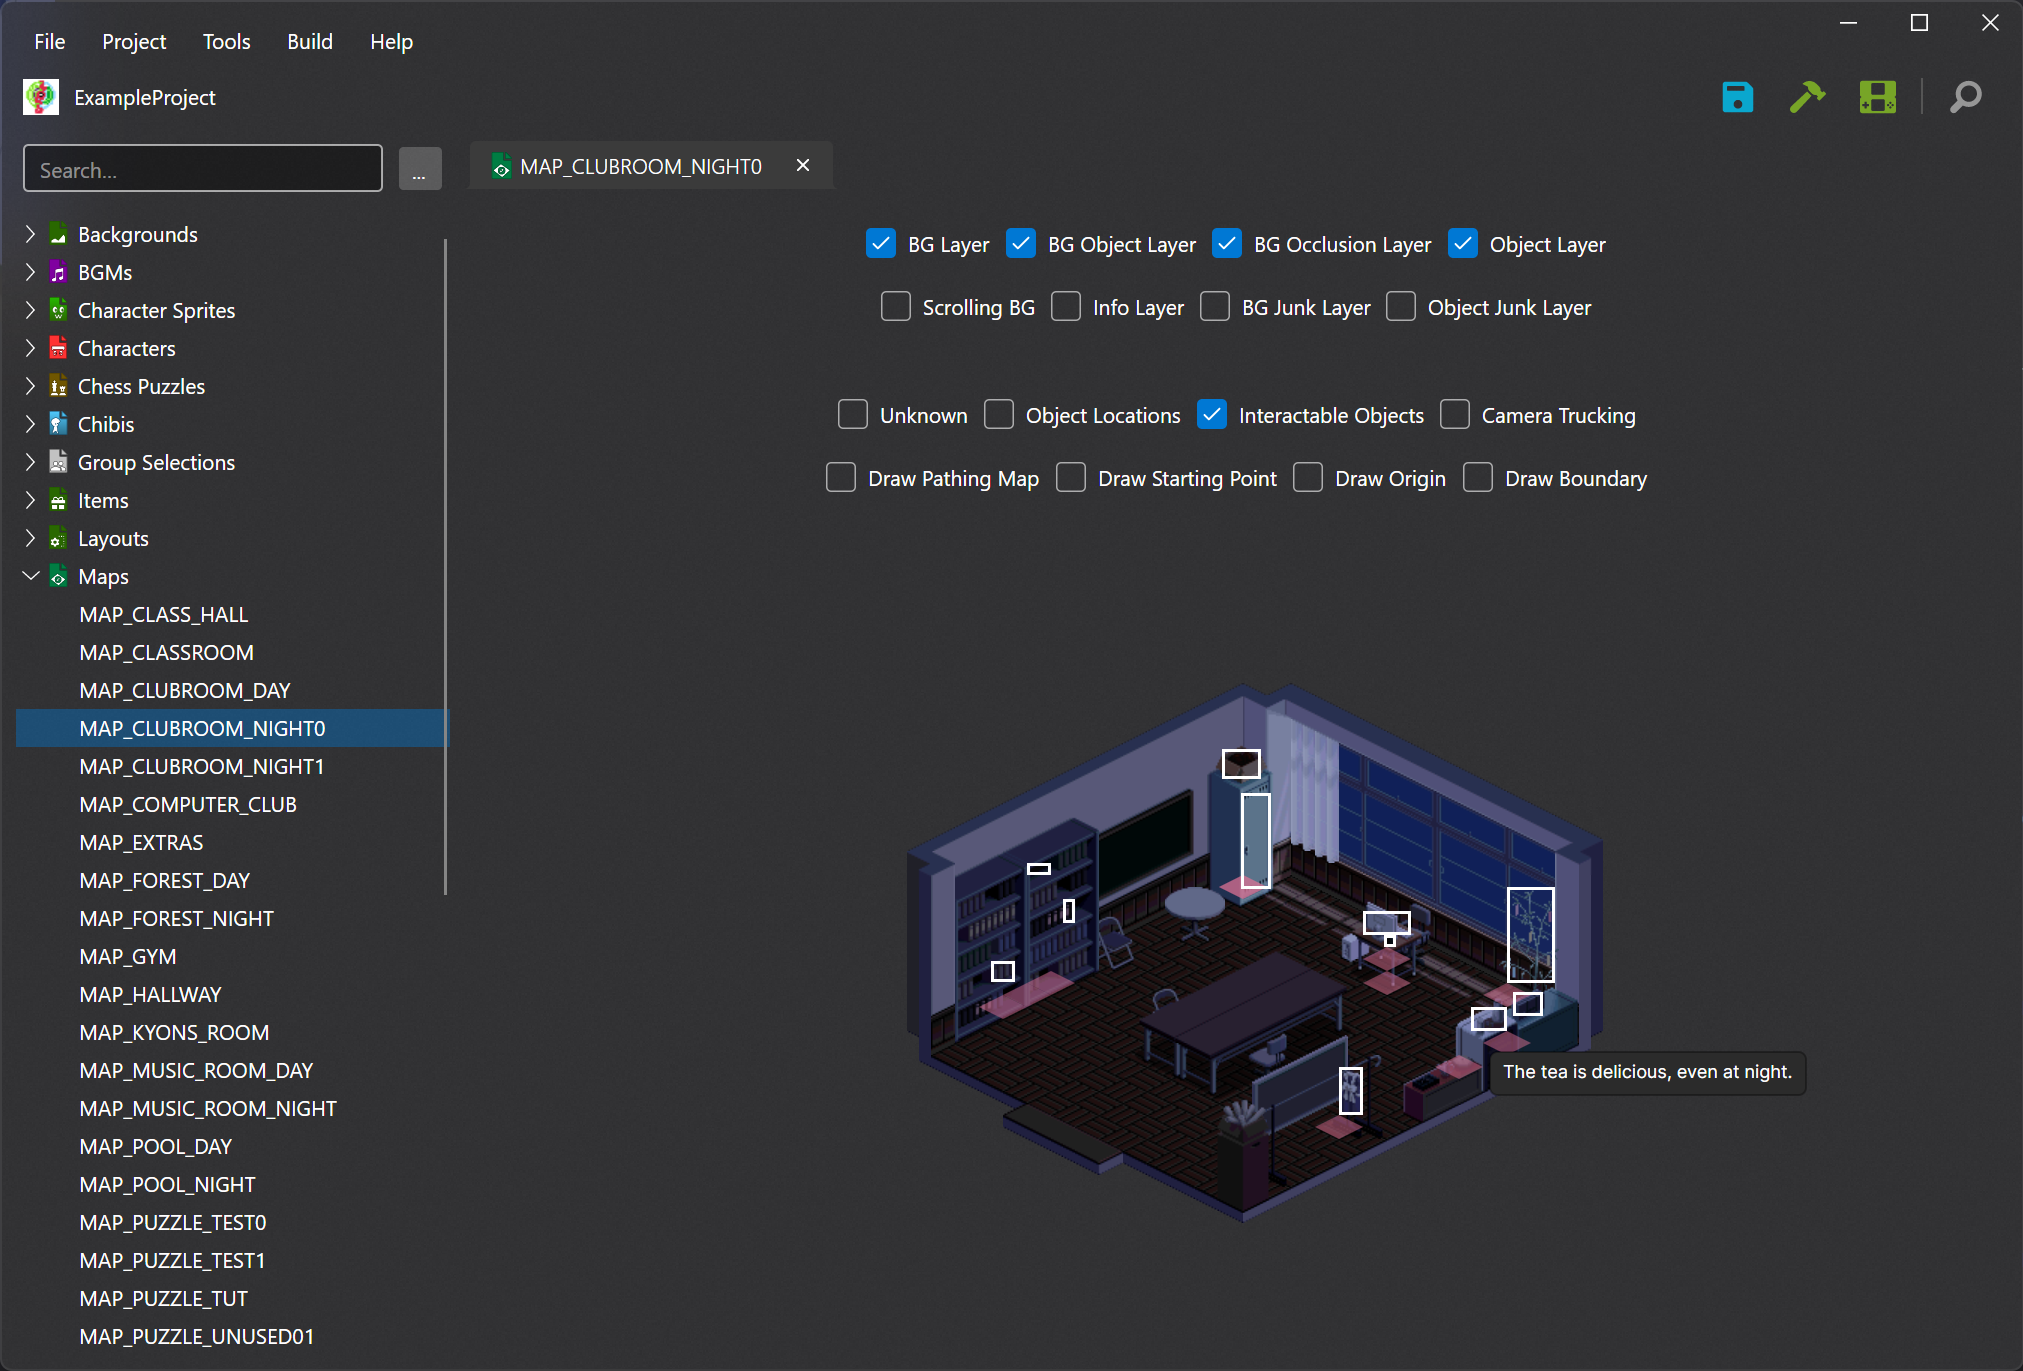 File Project Tools Build Help
ExampleProject
Search...
...
MAP_CLUBROOM_NIGHT0
Backgrounds
BGMs
Character Sprites
Characters
Chess Puzzles
Chibis
Group Selections
Items
Layouts
Maps
MAP_CLASS_HALL
MAP_CLASSROOM
MAP_CLUBROOM_DAY
MAP_CLUBROOM_NIGHT0
MAP_CLUBROOM_NIGHT1
MAP_COMPUTER_CLUB
MAP_EXTRAS
MAP_FOREST_DAY
MAP_FOREST_NIGHT
MAP_GYM
MAP_HALLWAY
MAP_KYONS_ROOM
MAP_MUSIC_ROOM_DAY
MAP_MUSIC_ROOM_NIGHT
MAP_POOL_DAY
MAP_POOL_NIGHT
MAP_PUZZLE_TEST0
MAP_PUZZLE_TEST1
MAP_PUZZLE_TUT
MAP_PUZZLE_UNUSED01
BG Layer BG Object Layer BG Occlusion Layer Object Layer
Scrolling BG Info Layer BG Junk Layer Object Junk Layer
Unknown Object Locations Interactable Objects Camera Trucking
Draw Pathing Map Draw Starting Point Draw Origin Draw Boundary
The tea is delicious, even at night.